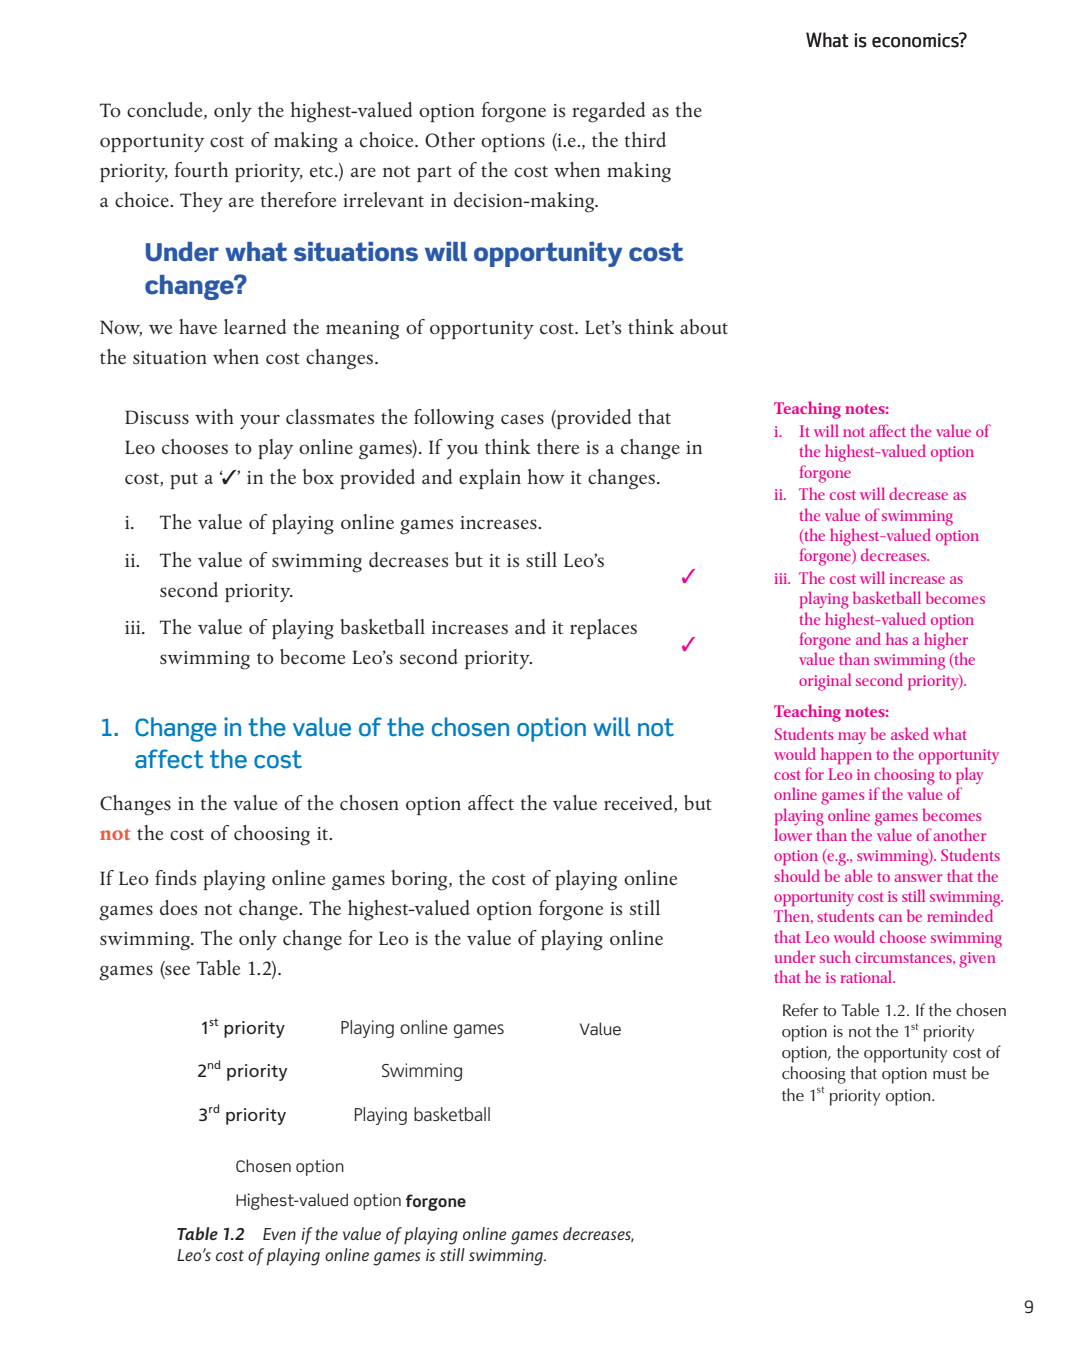 What is economics?
To conclude, only the highest-valued option forgone is regarded as the
opportunity cost of making a choice. Other options (i.e., the third
priority, fourth priority, etc.) are not part of the cost when making
a choice. They are therefore irrelevant in decision-making.
Under what situations will opportunity cost
change?
Now, we have learned the meaning of opportunity cost. Let's think about
the situation when cost changes.
Discuss with your classmates the following cases (provided that
Leo chooses to play online games). If you think there is a change in
cost, put a '✓' in the box provided and explain how it changes.
i. The value of playing online games increases.
ii. The value of swimming decreases but it is still Leo's
second priority. ✓
iii. The value of playing basketball increases and it replaces
swimming to become Leo's second priority. ✓
1. Change in the value of the chosen option will not
affect the cost
Changes in the value of the chosen option affect the value received, but
not the cost of choosing it.
If Leo finds playing online games boring, the cost of playing online
games does not change. The highest-valued option forgone is still
swimming. The only change for Leo is the value of playing online
games (see Table 1.2).
1st priority Playing online games Value
2nd priority Swimming
3rd priority Playing basketball
Chosen option
Highest-valued option forgone
Table 1.2 Even if the value of playing online games decreases,
Leo's cost of playing online games is still swimming.
Teaching notes:
i. It will not affect the value of
the highest-valued option
forgone
ii. The cost will decrease as
the value of swimming
(the highest-valued option
forgone) decreases.
iii. The cost will increase as
playing basketball becomes
the highest-valued option
forgone and has a higher
value than swimming (the
original second priority).
Teaching notes:
Students may be asked what
would happen to the opportunity
cost for Leo in choosing to play
online games if the value of
playing online games becomes
lower than the value of another
option (e.g., swimming). Students
should be able to answer that the
opportunity cost is still swimming.
Then, students can be reminded
that Leo would choose swimming
under such circumstances, given
that he is rational.
Refer to Table 1.2. If the chosen
option is not the 1st priority
option, the opportunity cost of
choosing that option must be
the 1st priority option.
9